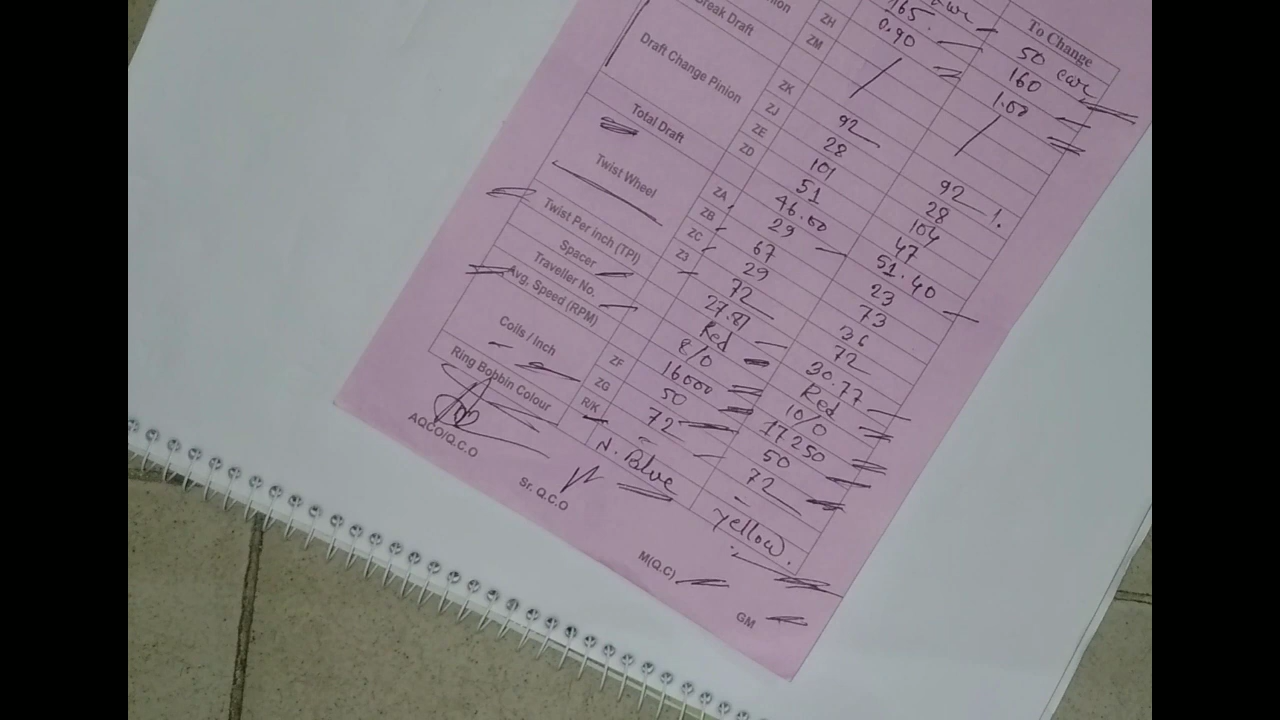 To Change
50 cwc
165. 160
Break Draft ZH 0.90 1.08
ZM / /
Draft Change Pinion ZK 92 92
ZJ 28 28
ZE 101 104
ZD 51 47
Total Draft 46.60 51.40
Twist Wheel ZA 29 23
ZB 67 73
ZC 29 36
Z3 72 72
Twist Per inch (TPI) 27.81 30.77
Spacer Red Red
Traveller No. 8/0 10/0
Avg, Speed (RPM) 16000 17250
Coils / Inch ZF 50 50
ZG 72 72
R/K - -
Ring Bobbin Colour N. Blue Yellow.
AQCO/Q.C.O
Sr. Q.C.O
M(Q.C)
GM